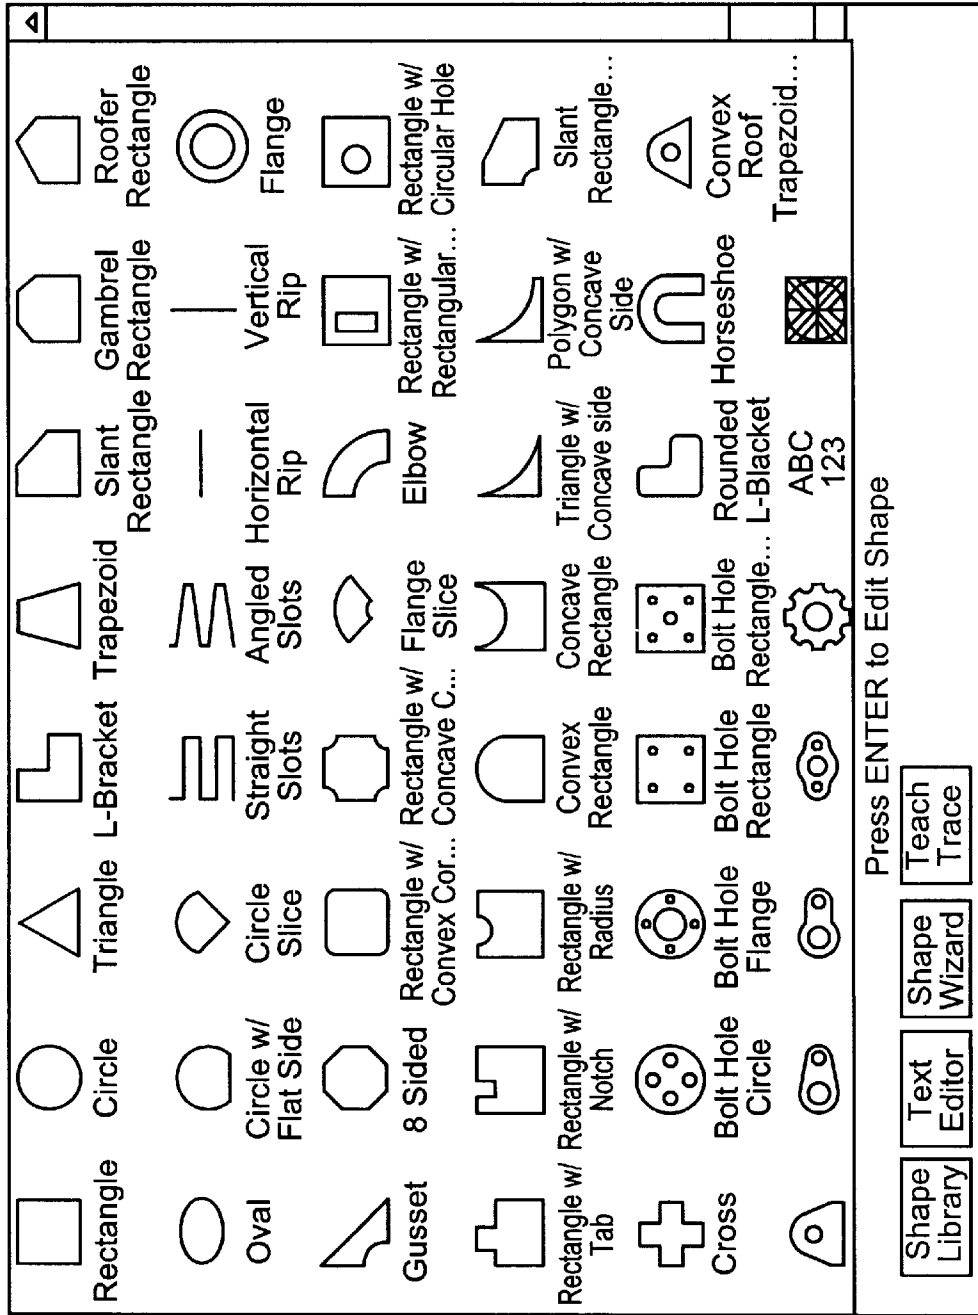 Rectangle
Circle
Triangle
L-Bracket
Trapezoid
Slant
Rectangle
Gambrel
Rectangle
Roofer
Rectangle
Oval
Circle w/
Flat Side
Circle
Slice
Straight
Slots
Angled
Slots
Horizontal
Rip
Vertical
Rip
Flange
Gusset
8 Sided
Rectangle w/
Convex Cor...
Rectangle w/
Concave C...
Flange
Slice
Elbow
Rectangle w/
Rectangular...
Rectangle w/
Circular Hole
Rectangle w/
Tab
Rectangle w/
Notch
Rectangle w/
Radius
Convex
Rectangle
Concave
Rectangle
Triangle w/
Concave side
Polygon w/
Concave
Side
Slant
Rectangle...
Cross
Bolt Hole
Circle
Bolt Hole
Flange
Bolt Hole
Rectangle
Bolt Hole
Rectangle...
Rounded
L-Blacket
Horseshoe
Convex
Roof
Trapezoid...
ABC
123
Press ENTER to Edit Shape
Shape
Library
Text
Editor
Shape
Wizard
Teach
Trace